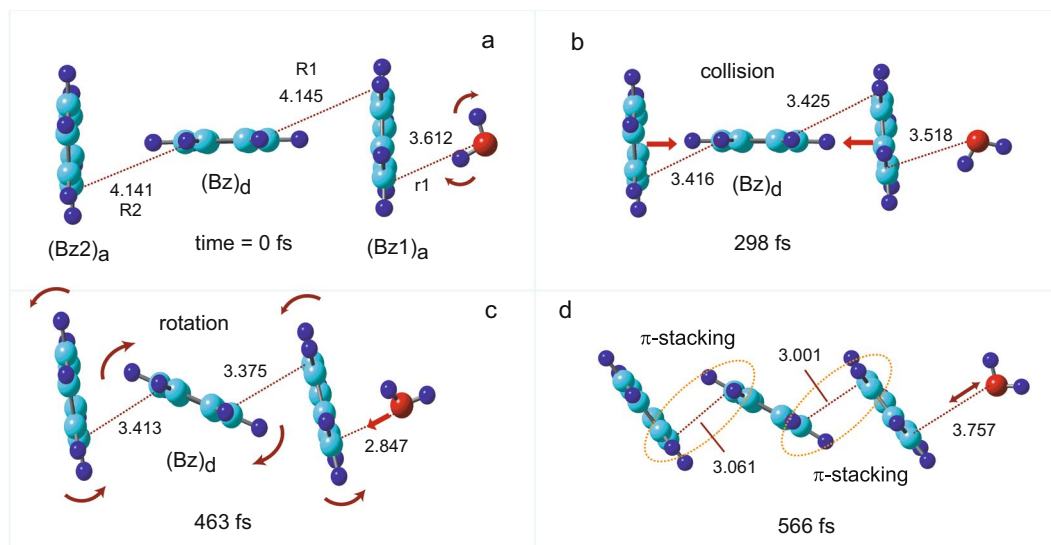 a
R1
4.145
3.612
r1
4.141
R2
(Bz)d
(Bz2)a
(Bz1)a
time = 0 fs
b
collision
3.425
3.518
3.416
(Bz)d
298 fs
c
rotation
3.375
3.413
2.847
(Bz)d
463 fs
d
π-stacking
3.001
3.757
3.061
π-stacking
566 fs